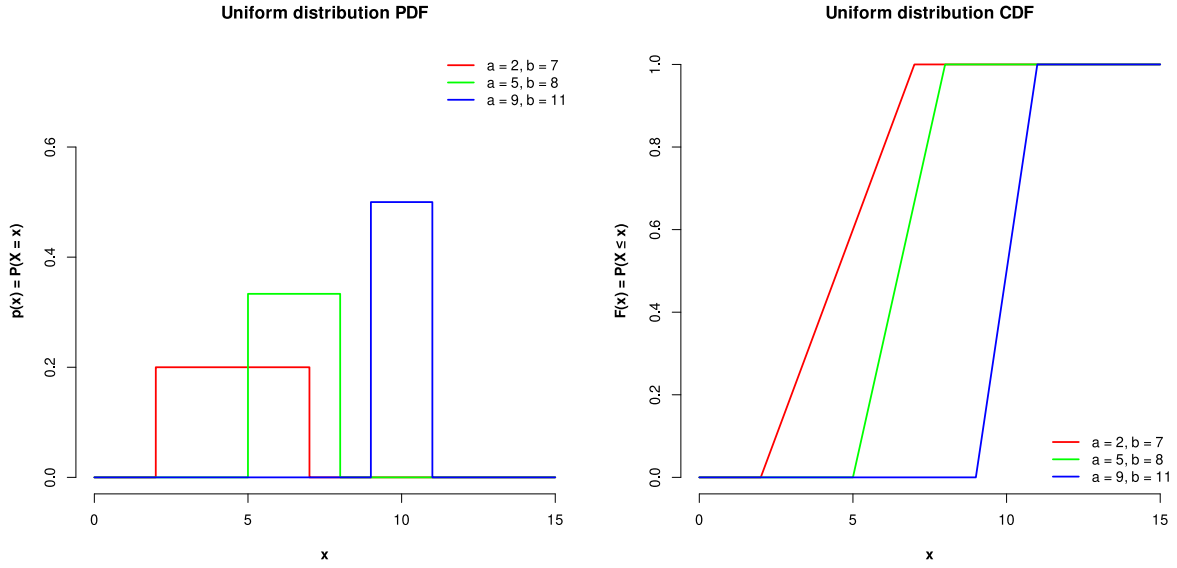 Uniform distribution PDF
a = 2, b = 7
a = 5, b = 8
a = 9, b = 11
p(x) = P(X = x)
0.6
0.4
0.2
0.0
0 5 10 15
x
Uniform distribution CDF
F(x) = P(X ≤ x)
1.0
0.8
0.6
0.4
0.2
0.0
a = 2, b = 7
a = 5, b = 8
a = 9, b = 11
0 5 10 15
x